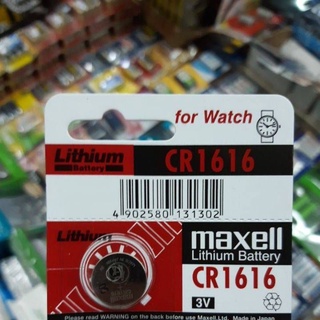 for Watch
Lithium
Battery
CR1616
4 902580 131302
Lithium
maxell
Lithium Battery
CR1616
3V
Please read WARNING on the back before use Maxell.Ltd. Made in Japan